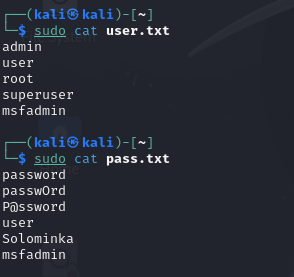 ┌──(kali㉿kali)-[~]
└─$ sudo cat user.txt
admin
user
root
superuser
msfadmin
┌──(kali㉿kali)-[~]
└─$ sudo cat pass.txt
password
passwOrd
P@ssword
user
Solominka
msfadmin